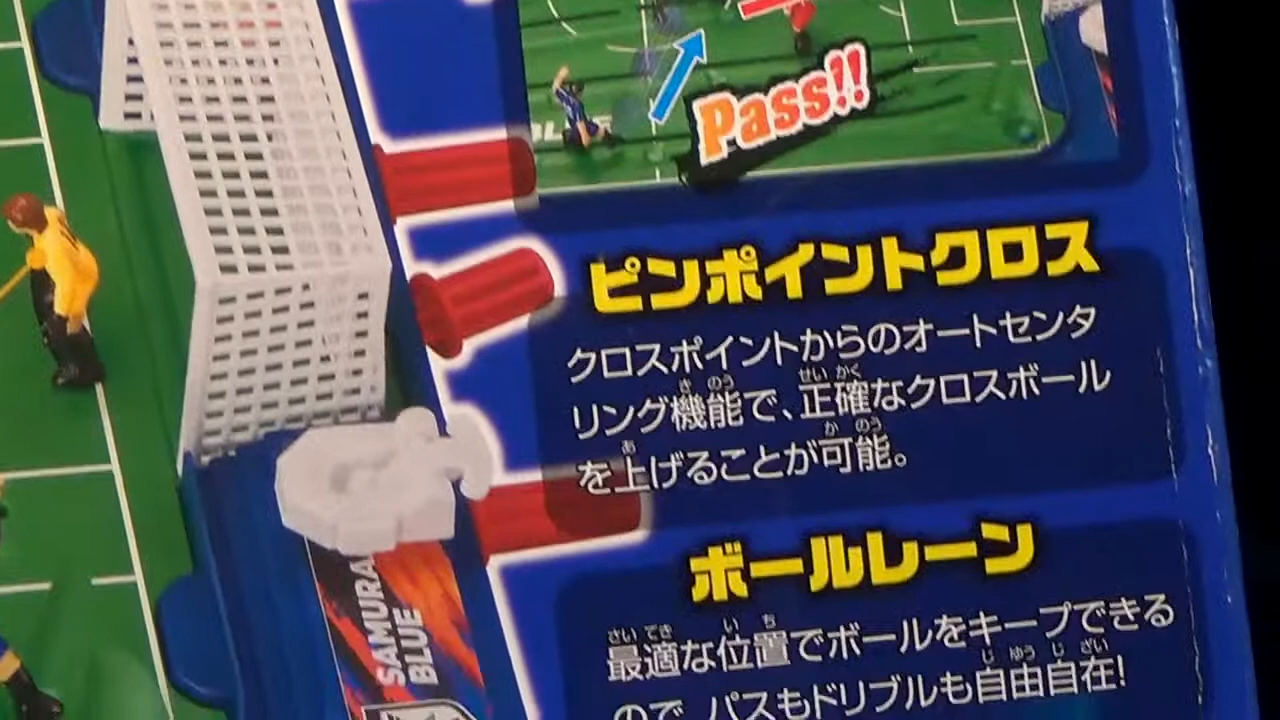 Pass!!
ピンポイントクロス
クロスポイントからのオートセンタ
リング機能で、正確なクロスボール
を上げることが可能。
ボールレーン
最適な位置でボールをキープできる
ので、パスもドリブルも自由自在!
SAMURAI
BLUE